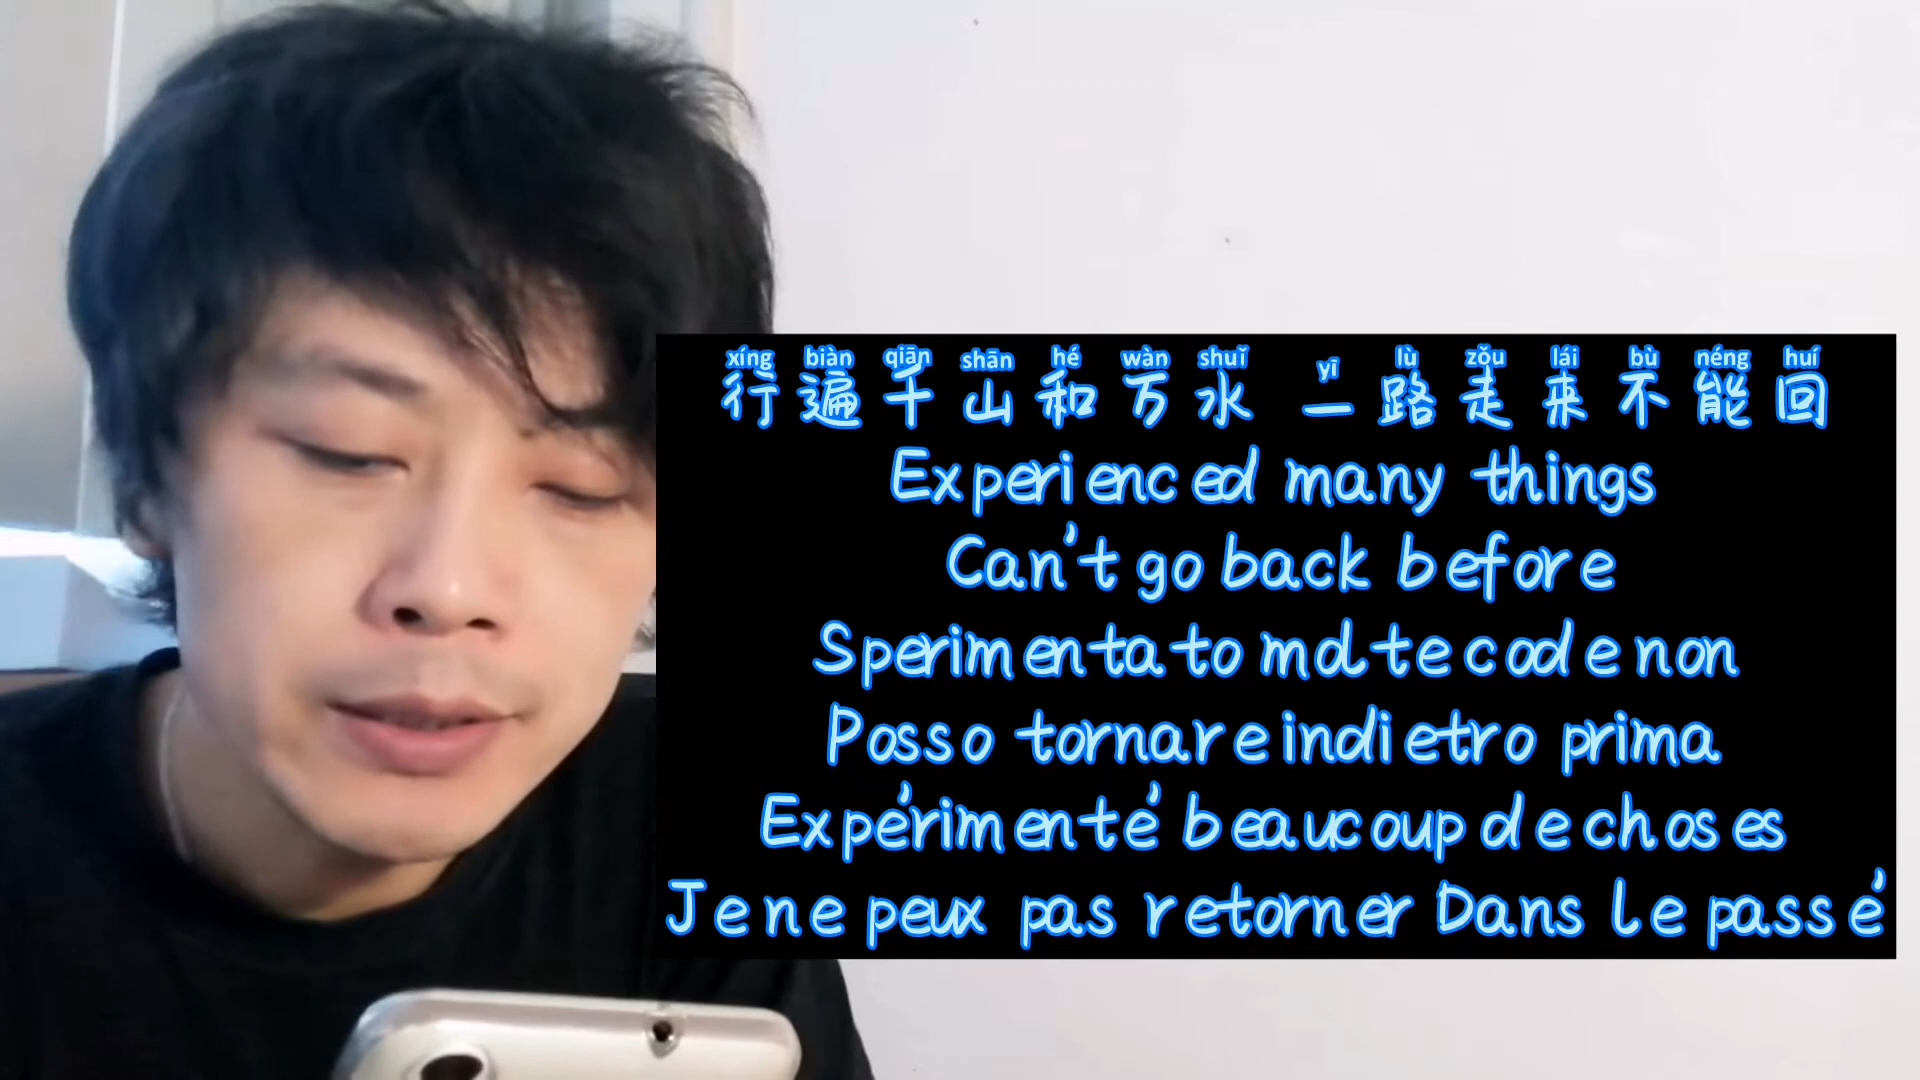 xíng biàn qiān shān hé wàn shuǐ yī lù zǒu lái bù néng huí
行遍千山和万水 一路走来不能回
Experienced many things
Can't go back before
Sperimentato molte code non
Posso tornare indietro prima
Expérimenté beaucoup de choses
Je ne peux pas retorner Dans le passé